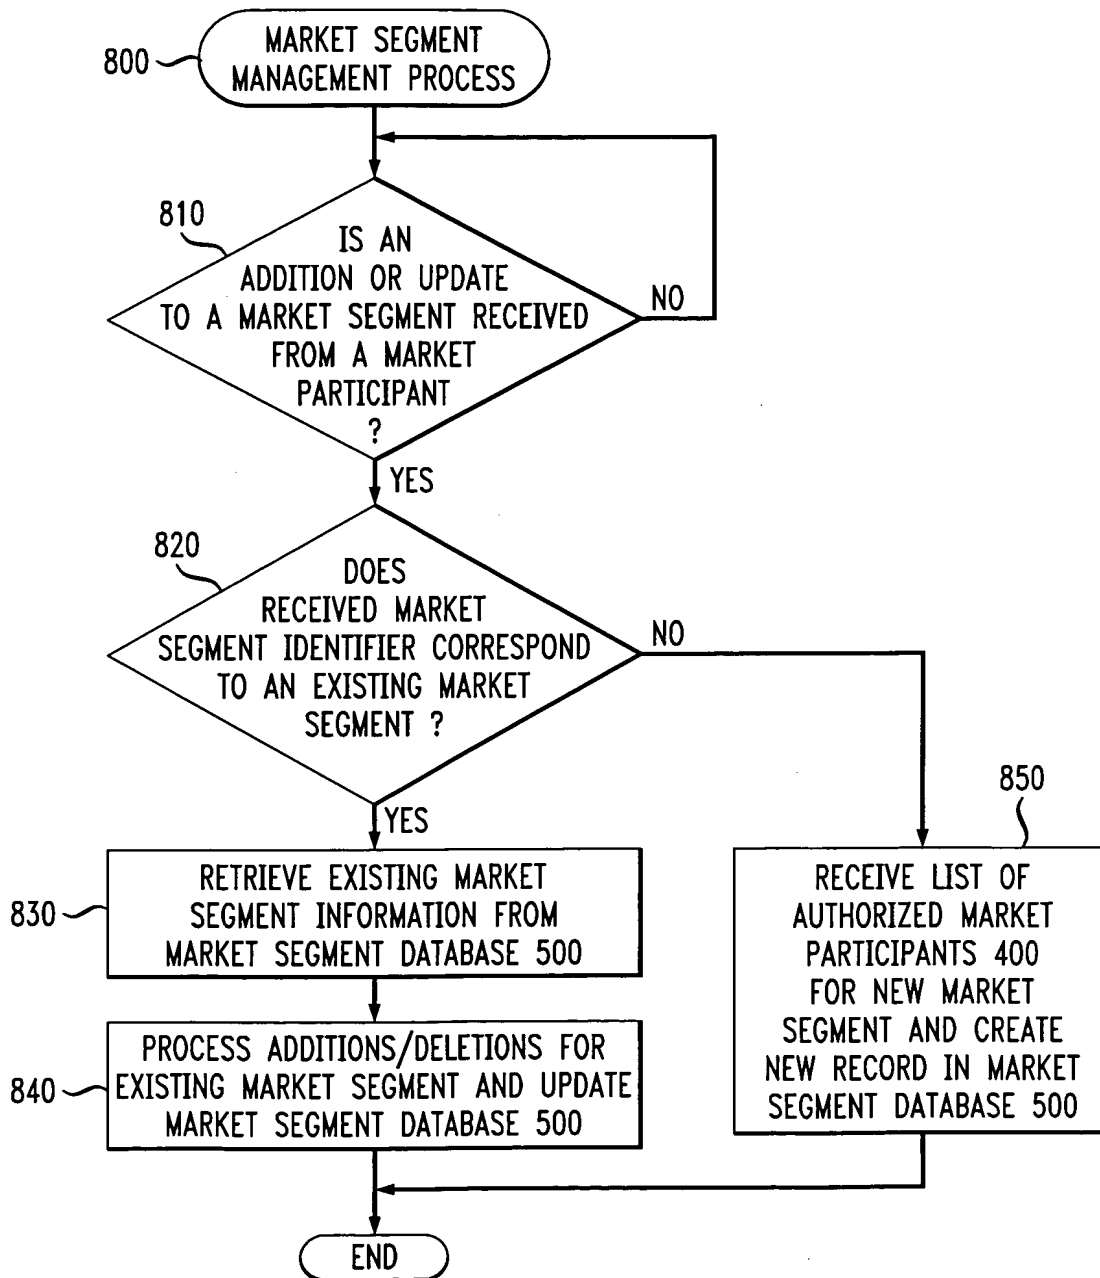 800
MARKET SEGMENT
MANAGEMENT PROCESS
810
IS AN
ADDITION OR UPDATE
TO A MARKET SEGMENT RECEIVED
FROM A MARKET
PARTICIPANT
?
NO
YES
820
DOES
RECEIVED MARKET
SEGMENT IDENTIFIER CORRESPOND
TO AN EXISTING MARKET
SEGMENT ?
NO
YES
830
RETRIEVE EXISTING MARKET
SEGMENT INFORMATION FROM
MARKET SEGMENT DATABASE 500
840
PROCESS ADDITIONS/DELETIONS FOR
EXISTING MARKET SEGMENT AND UPDATE
MARKET SEGMENT DATABASE 500
850
RECEIVE LIST OF
AUTHORIZED MARKET
PARTICIPANTS 400
FOR NEW MARKET
SEGMENT AND CREATE
NEW RECORD IN MARKET
SEGMENT DATABASE 500
END